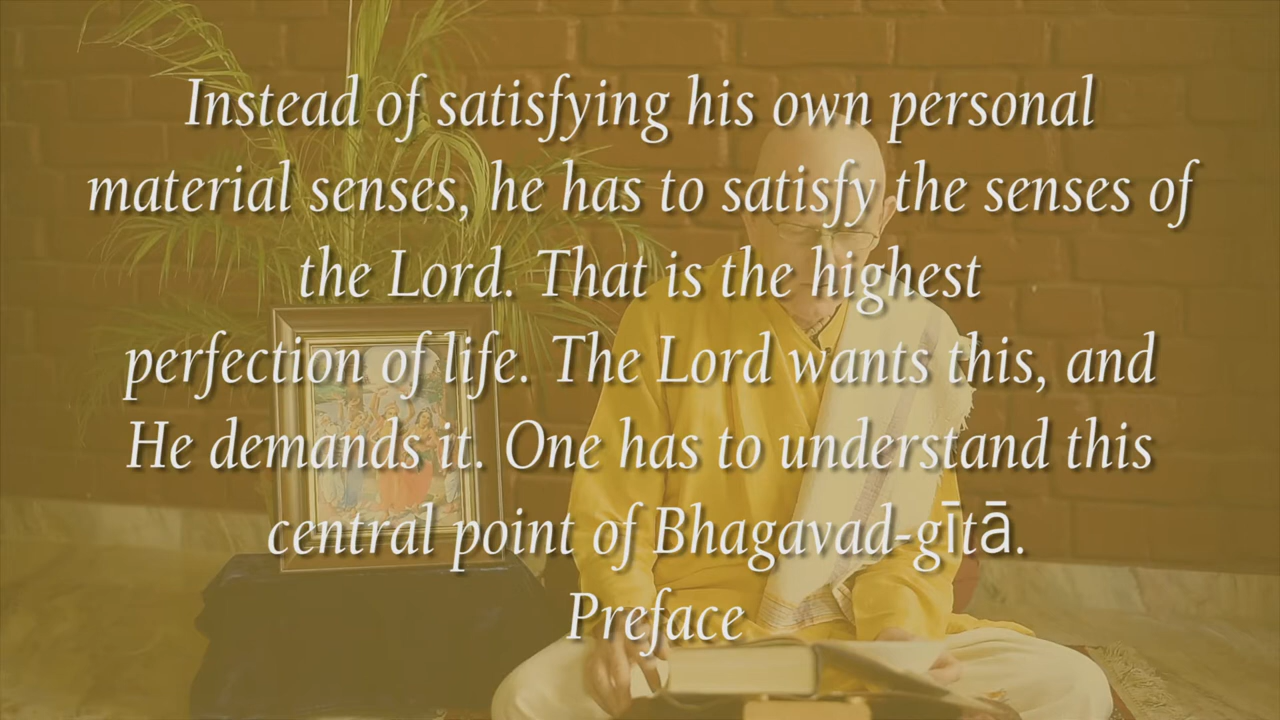 Instead of satisfying his own personal
material senses, he has to satisfy the senses of
the Lord. That is the highest
perfection of life. The Lord wants this, and
He demands it. One has to understand this
central point of Bhagavad-gītā.
Preface